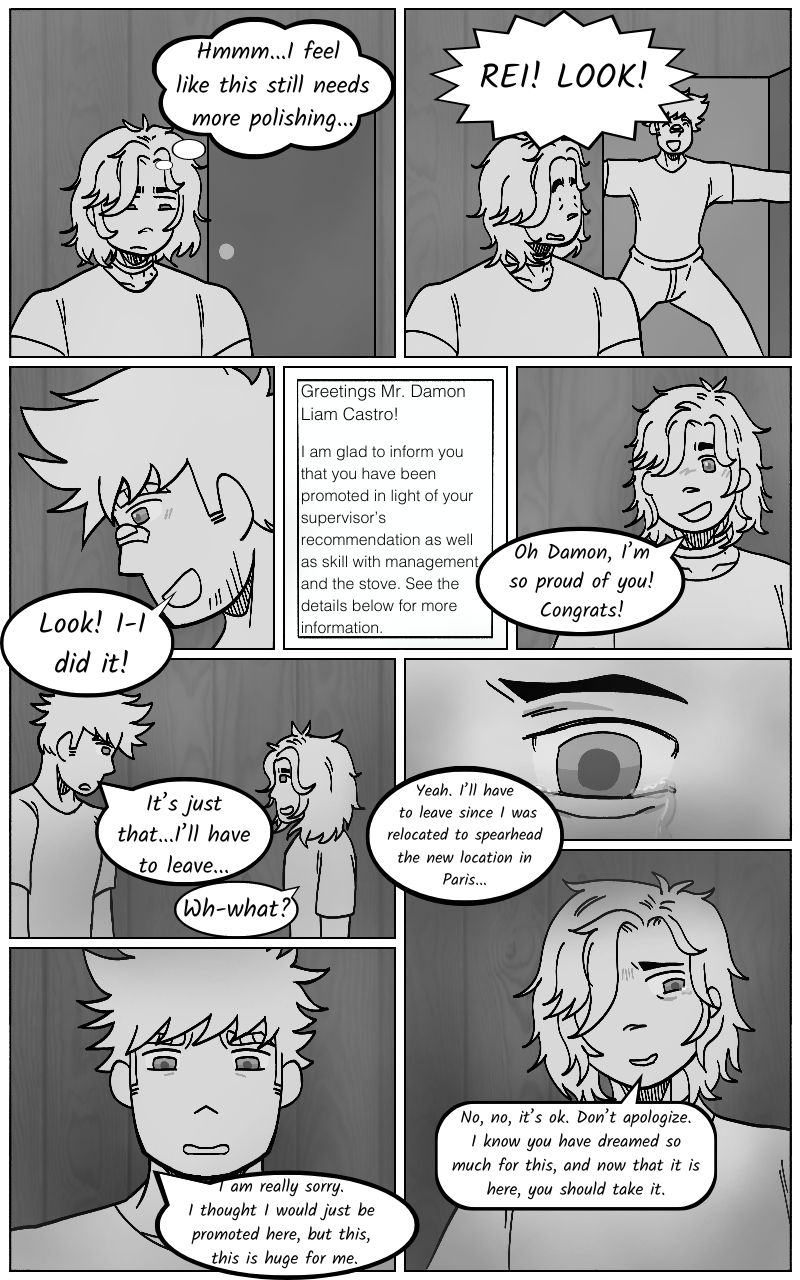 Hmmm...I feel
like this still needs
more polishing...
REI! LOOK!
Look! I-I
did it!
Greetings Mr. Damon
Liam Castro!
I am glad to inform you
that you have been
promoted in light of your
supervisor's
recommendation as well
as skill with management
and the stove. See the
details below for more
information.
Oh Damon, I'm
so proud of you!
Congrats!
It's just
that...I'll have
to leave...
Wh-what?
Yeah. I'll have
to leave since I was
relocated to spearhead
the new location in
Paris...
I am really sorry.
I thought I would just be
promoted here, but this,
this is huge for me.
No, no, it's ok. Don't apologize.
I know you have dreamed so
much for this, and now that it is
here, you should take it.